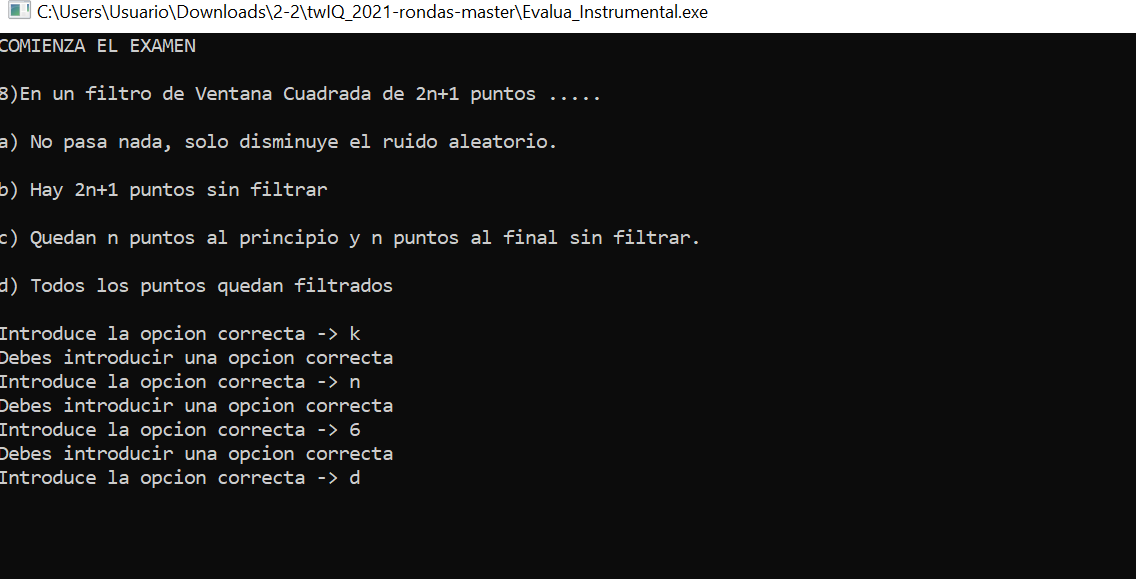 C:\Users\Usuario\Downloads\2-2\twIQ_2021-rondas-master\Evalua_Instrumental.exe
COMIENZA EL EXAMEN
8)En un filtro de Ventana Cuadrada de 2n+1 puntos .....
a) No pasa nada, solo disminuye el ruido aleatorio.
b) Hay 2n+1 puntos sin filtrar
c) Quedan n puntos al principio y n puntos al final sin filtrar.
d) Todos los puntos quedan filtrados
Introduce la opcion correcta -> k
Debes introducir una opcion correcta
Introduce la opcion correcta -> n
Debes introducir una opcion correcta
Introduce la opcion correcta -> 6
Debes introducir una opcion correcta
Introduce la opcion correcta -> d